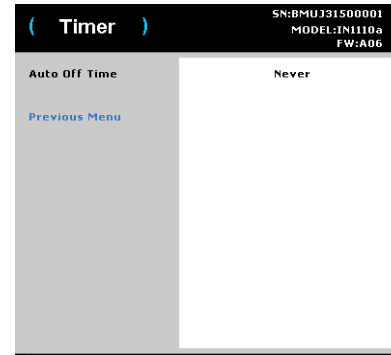 ( Timer )
SN:BMUJ31500001
MODEL:IN1110a
FW:A06
Auto Off Time
Never
Previous Menu